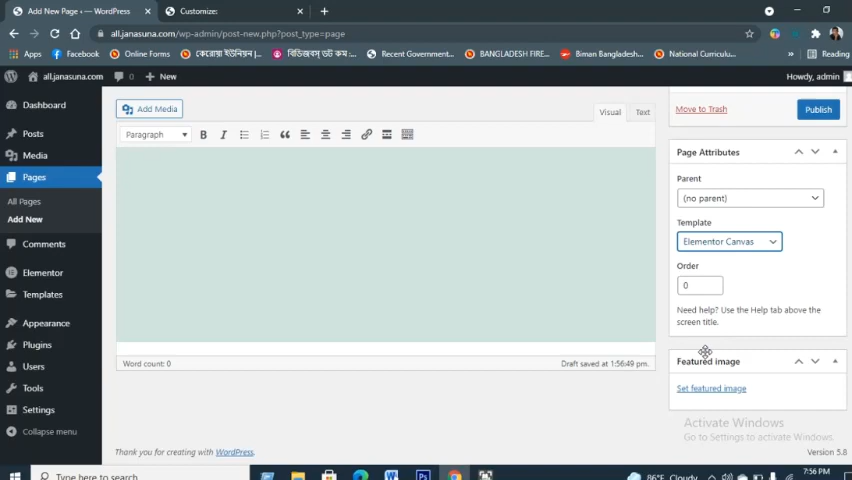 Add New Page ‹ — WordPress
Customize:
all.janasuna.com/wp-admin/post-new.php?post_type=page
Apps
Facebook
Online Forms
কেরোয়া ইউনিয়ন |...
বিডিজবস্ ডট কম :...
Recent Government...
BANGLADESH FIRE...
Biman Bangladesh...
National Curriculu...
»
Reading
all.janasuna.com
0
New
Howdy, admin
Dashboard
Posts
Media
Pages
All Pages
Add New
Comments
Elementor
Templates
Appearance
Plugins
Users
Tools
Settings
Collapse menu
Add Media
Visual
Text
Paragraph
B
I
Word count: 0
Draft saved at 1:56:49 pm.
Thank you for creating with WordPress.
Move to Trash
Publish
Page Attributes
Parent
(no parent)
Template
Elementor Canvas
Order
0
Need help? Use the Help tab above the
screen title.
Featured image
Set featured image
Activate Windows
Go to Settings to activate Windows.
Version 5.8
Type here to search
86°F Cloudy
7:56 PM